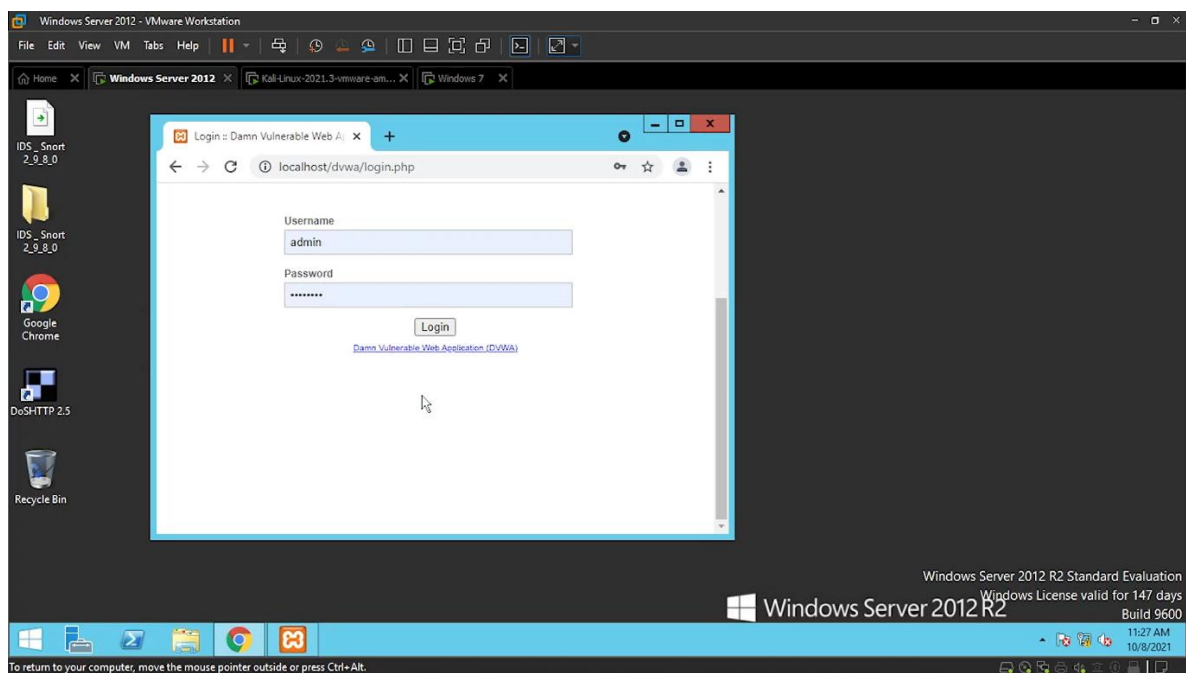 Windows Server 2012 - VMware Workstation
File Edit View VM Tabs Help
Home Windows Server 2012 Kali-Linux-2021.3-vmware-am... Windows 7
IDS_Snort
2_9_8_0
IDS_Snort
2_9_8_0
Google
Chrome
DoSHTTP 2.5
Recycle Bin
Login :: Damn Vulnerable Web A
localhost/dvwa/login.php
Username
admin
Password
••••••••
Login
Damn Vulnerable Web Application (DVWA)
Windows Server 2012 R2 Standard Evaluation
Windows License valid for 147 days
Build 9600
Windows Server 2012 R2
11:27 AM
10/8/2021
To return to your computer, move the mouse pointer outside or press Ctrl+Alt.